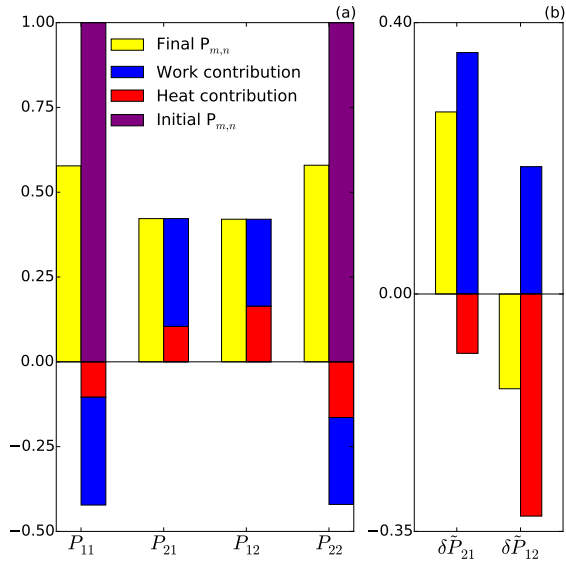 (a)
(b)
1.00
0.75
0.50
0.25
0.00
−0.25
−0.50
Final P_{m,n}
Work contribution
Heat contribution
Initial P_{m,n}
P_{11} P_{21} P_{12} P_{22}
0.40
0.00
−0.35
δP̃_{21} δP̃_{12}